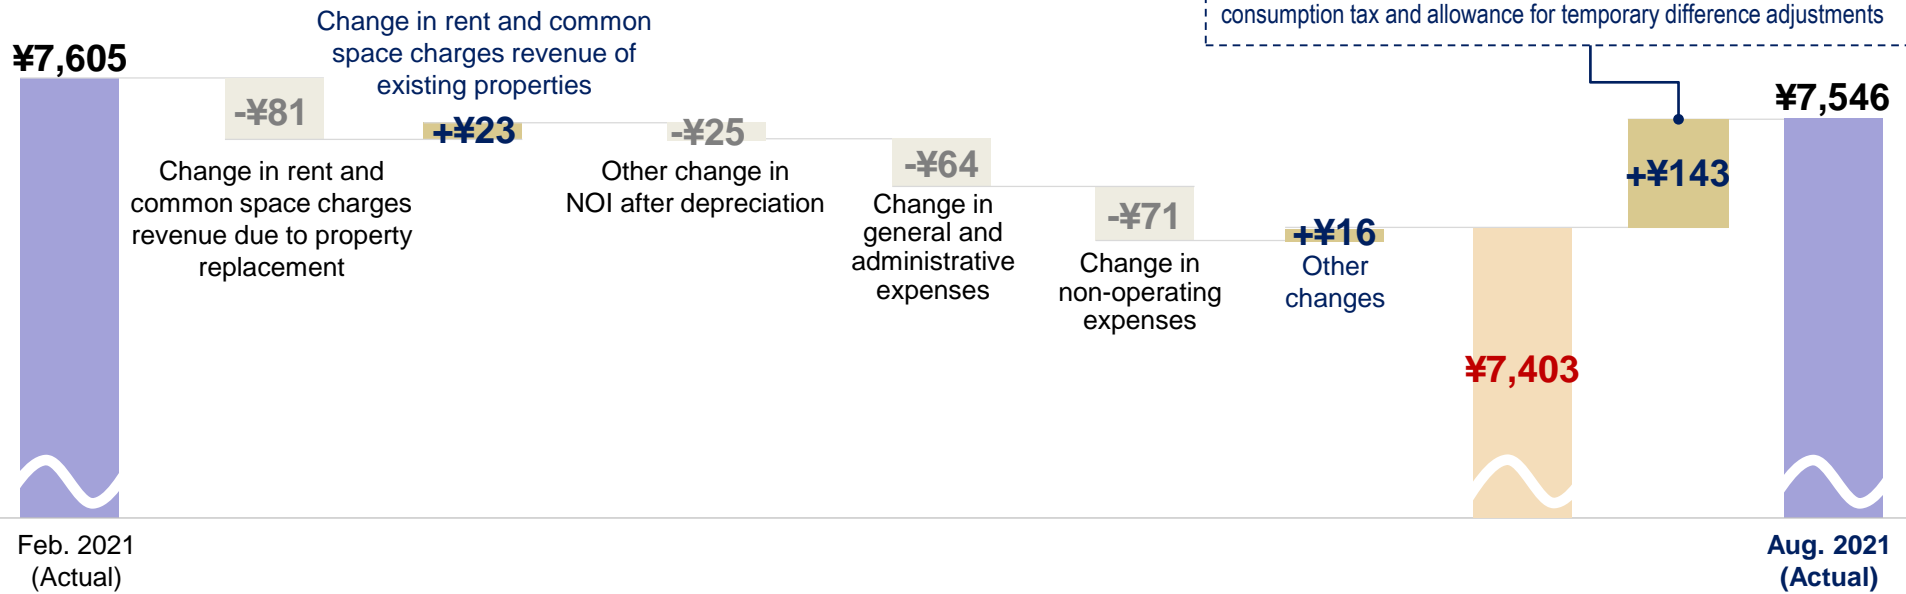 consumption tax and allowance for temporary difference adjustments
¥7,605
Change in rent and common
space charges revenue of
existing properties
-¥81
Change in rent and
common space charges
revenue due to property
replacement
+¥23
-¥25
Other change in
NOI after depreciation
-¥64
Change in
general and
administrative
expenses
-¥71
Change in
non-operating
expenses
+¥16
Other
changes
¥7,403
+¥143
¥7,546
Feb. 2021
(Actual)
Aug. 2021
(Actual)